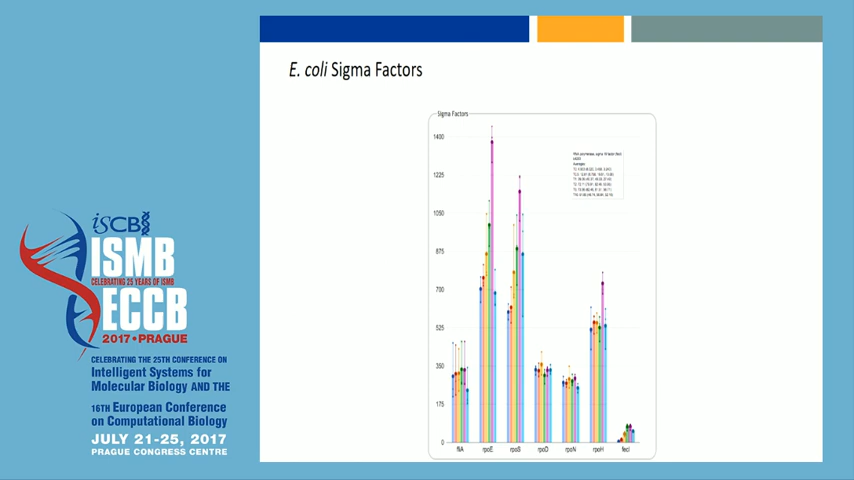 E. coli Sigma Factors
Sigma Factors
1400
1225
1050
875
700
525
350
175
0
fliA
rpoE
rpoS
rpoD
rpoN
rpoH
fecI
iSCB
ISMB
CELEBRATING 25 YEARS OF ISMB
ECCB
2017 • PRAGUE
CELEBRATING THE 25TH CONFERENCE ON
Intelligent Systems for
Molecular Biology AND THE
16TH European Conference
on Computational Biology
JULY 21-25, 2017
PRAGUE CONGRESS CENTRE